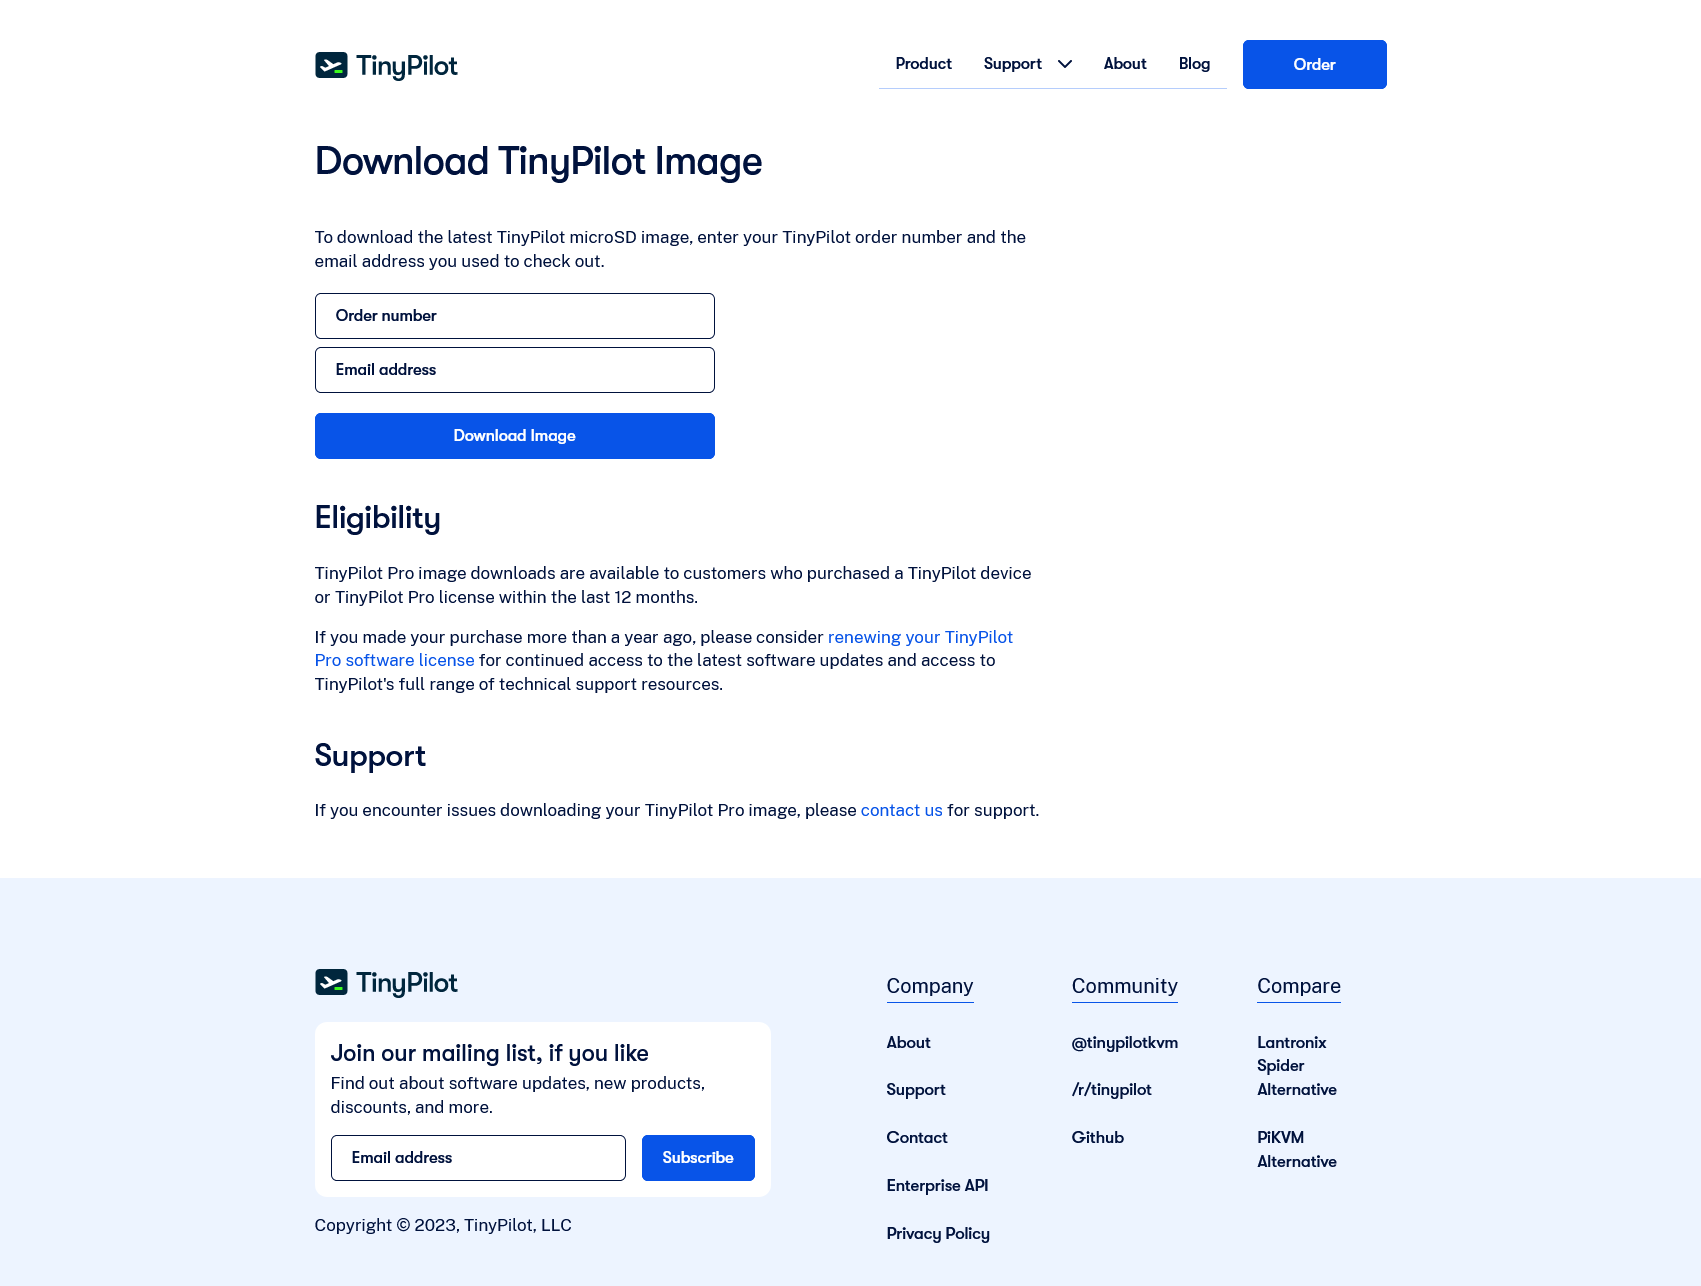 TinyPilot
Product Support About Blog Order
Download TinyPilot Image
To download the latest TinyPilot microSD image, enter your TinyPilot order number and the
email address you used to check out.
Order number
Email address
Download Image
Eligibility
TinyPilot Pro image downloads are available to customers who purchased a TinyPilot device
or TinyPilot Pro license within the last 12 months.
If you made your purchase more than a year ago, please consider renewing your TinyPilot
Pro software license for continued access to the latest software updates and access to
TinyPilot's full range of technical support resources.
Support
If you encounter issues downloading your TinyPilot Pro image, please contact us for support.
TinyPilot
Join our mailing list, if you like
Find out about software updates, new products,
discounts, and more.
Email address
Subscribe
Copyright © 2023, TinyPilot, LLC
Company
About
Support
Contact
Enterprise API
Privacy Policy
Community
@tinypilotkvm
/r/tinypilot
Github
Compare
Lantronix
Spider
Alternative
PiKVM
Alternative